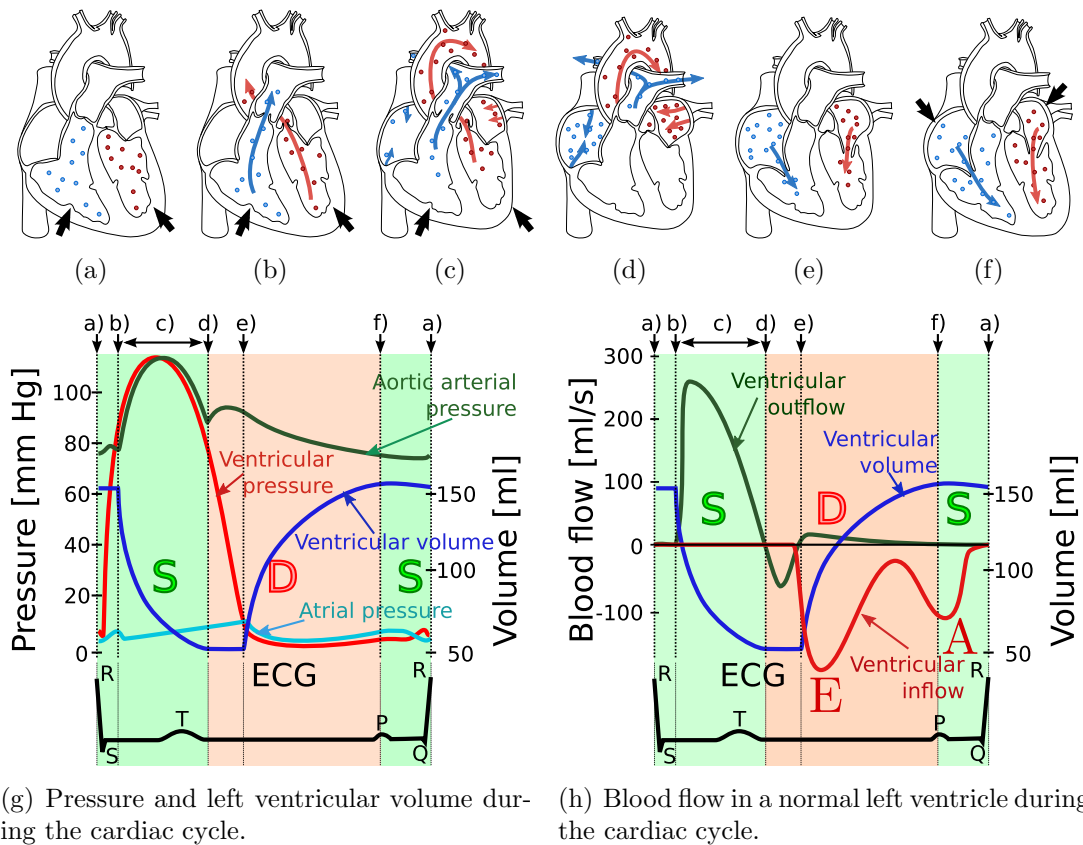 (a) (b) (c) (d) (e) (f)
a) b) c) d) e) f) a)
Pressure [mm Hg]
100
80
60
40
20
0
Aortic arterial
pressure
Ventricular
pressure
Ventricular volume
Atrial pressure
S D S
150
100
50
Volume [ml]
ECG
R S T P Q R
a) b) c) d) e) f) a)
Blood flow [ml/s]
300
200
100
0
-100
Ventricular
outflow
Ventricular
volume
S D S
150
100
50
Volume [ml]
A
E
Ventricular
inflow
ECG
R S T P Q R
(g) Pressure and left ventricular volume dur-
ing the cardiac cycle.
(h) Blood flow in a normal left ventricle during
the cardiac cycle.